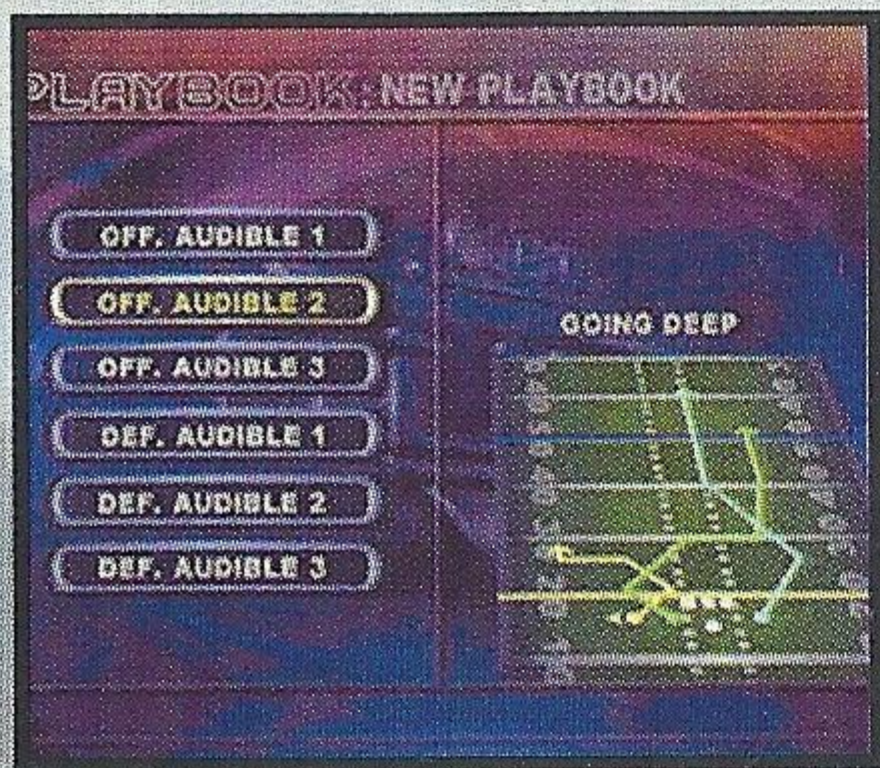 PLAYBOOK: NEW PLAYBOOK
OFF. AUDIBLE 1
OFF. AUDIBLE 2
OFF. AUDIBLE 3
DEF. AUDIBLE 1
DEF. AUDIBLE 2
DEF. AUDIBLE 3
GOING DEEP